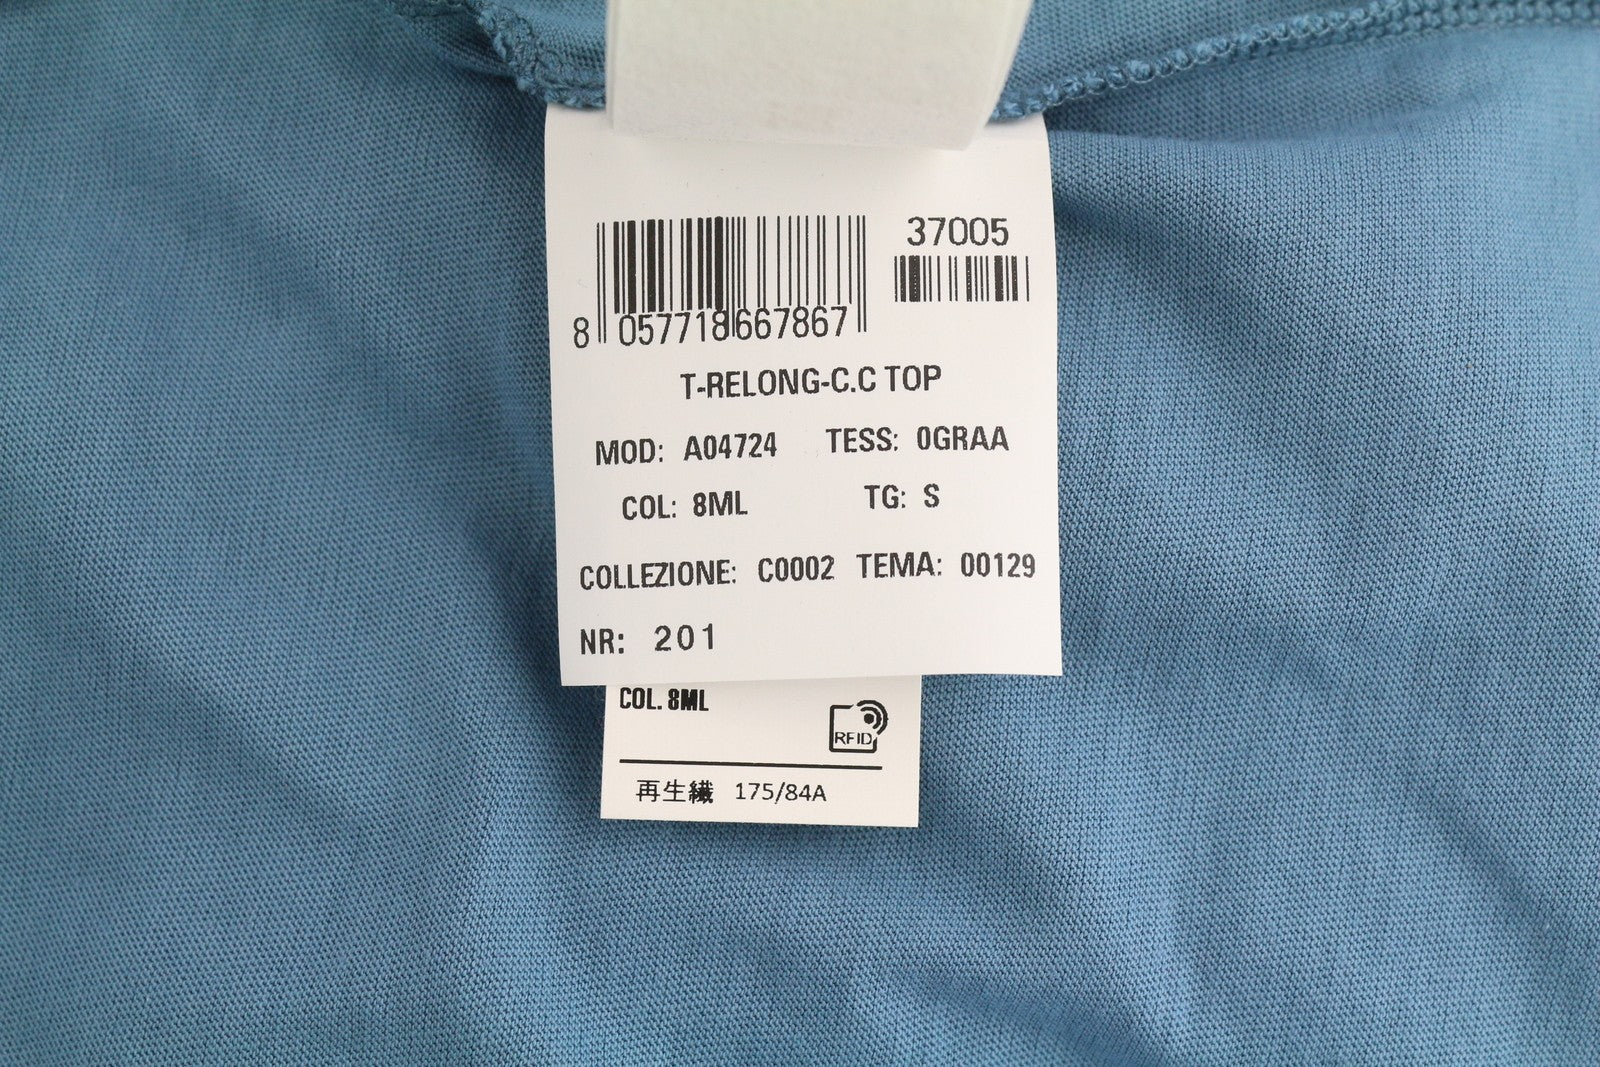 37005
8 057718 667867
T-RELONG-C.C TOP
MOD: A04724 TESS: 0GRAA
COL: 8ML TG: S
COLLEZIONE: C0002 TEMA: 00129
NR: 201
COL. 8ML
RFID
再生繊 175/84A